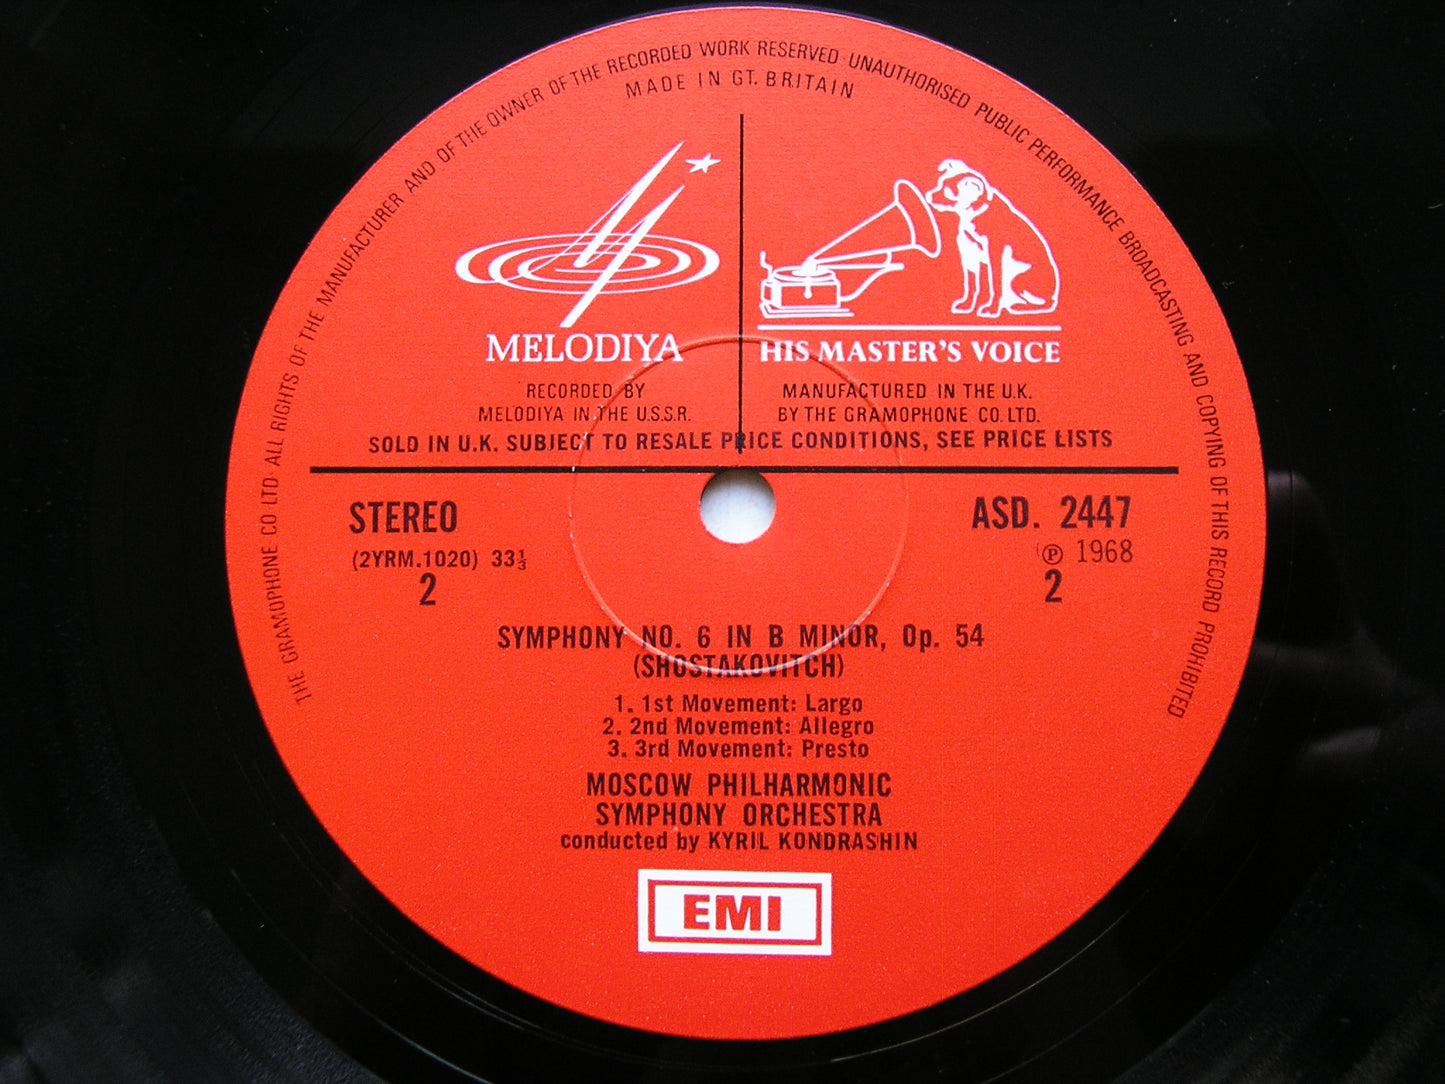 THE GRAMOPHONE CO LTD. ALL RIGHTS OF THE MANUFACTURER AND OF THE OWNER OF THE RECORDED WORK RESERVED · UNAUTHORISED PUBLIC PERFORMANCE BROADCASTING AND COPYING OF THIS RECORD PROHIBITED
MADE IN GT. BRITAIN
MELODIYA
HIS MASTER'S VOICE
RECORDED BY
MELODIYA IN THE U.S.S.R.
MANUFACTURED IN THE U.K.
BY THE GRAMOPHONE CO. LTD.
SOLD IN U.K. SUBJECT TO RESALE PRICE CONDITIONS, SEE PRICE LISTS
STEREO
(2YRM.1020) 33⅓
2
ASD. 2447
℗ 1968
2
SYMPHONY NO. 6 IN B MINOR, Op. 54
(SHOSTAKOVITCH)
1. 1st Movement: Largo
2. 2nd Movement: Allegro
3. 3rd Movement: Presto
MOSCOW PHILHARMONIC
SYMPHONY ORCHESTRA
conducted by KYRIL KONDRASHIN
EMI